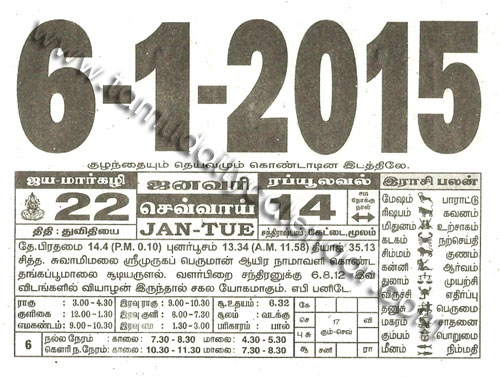 6-1-2015
குழந்தையும் தெய்வமும் கொண்டாடின இடத்திலே.
ஜய-மார்கழி ஜனவரி ரப்யூலவல் இராசி பலன்
22 செவ்வாய் 14 சம நோக்கு நாள்
திதி : துவிதியை JAN-TUE சந்திராஷ்டமம்-கேட்டை, மூலம்
தே.பிரதமை 14.4 (P.M. 0.10) புனர்பூசம் 13.34 (A.M. 11.58) தியாஜ் 35.13
சித்த. சுவாமிமலை ஸ்ரீமுருகப் பெருமான் ஆயிர நாமாவளி கொண்ட
தங்கப்பூமாலை சூடியருளல். வளர்பிறை சந்திரனுக்கு 6.8.12 -இவ்
விடங்களில் வியாழன் இருந்தால் சகல யோகமாகும். எபி பனிடே.
மேஷம் பாராட்டு
ரிஷபம் கவனம்
மிதுனம் உற்சாகம்
கடகம் நற்செய்தி
சிம்மம் குணம்
கன்னி ஆர்வம்
துலாம் முயற்சி
விருச்சி எதிர்ப்பு
தனுசு பெருமை
மகரம் சாதனை
கும்பம் பொறுமை
மீனம் நிம்மதி
ராகு : 3.00 - 4.30 இரவு ராகு : 9.00-10.30 சூ.உதயம் : 6.32
குளிகை : 12.00 -1.30 இரவு குளி : 6.00 -7.30 சூலம் : வடக்கு
எமகண்டம் : 9.00 -10.30 இரவு எம : 1.30 -3.00 பரிகாரம் : பால்
6 நல்ல நேரம்: காலை: 7.30 - 8.30 மாலை: 4.30 - 5.30
கெளரி ந.நேரம்: காலை: 10.30 - 11.30 மாலை: 7.30 - 8.30
கே
செ
பு சு
17
கும்-செவ்
சூ
சனி
ரா